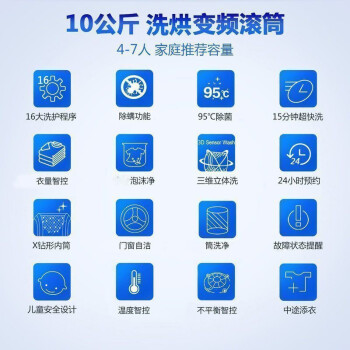 10公斤 洗烘变频滚筒
4-7人 家庭推荐容量
16
95℃
16大洗护程序 除螨功能 95℃除菌 15分钟超快洗
3D Sensor Wash
24
衣量智控 泡沫净 三维立体洗 24小时预约
X钻形内筒 门窗自洁 筒洗净 故障状态提醒
儿童安全设计 温度智控 不平衡智控 中途添衣